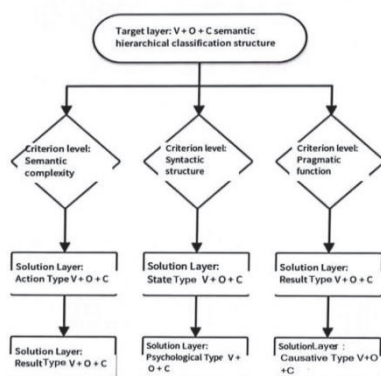 Target layer: V + O + C semantic
hierarchical classification structure
Criterion level:
Semantic
complexity
Criterion level:
Syntactic
structure
Criterion level:
Pragmatic
function
Solution Layer:
Action Type V + O + C
Solution Layer:
State Type V + O + C
Solution Layer:
Result Type V + O + C
Solution Layer:
Result Type V + O + C
Solution Layer:
Psychological Type V +
O + C
SolutionLayer :
Causative Type V+O
+C